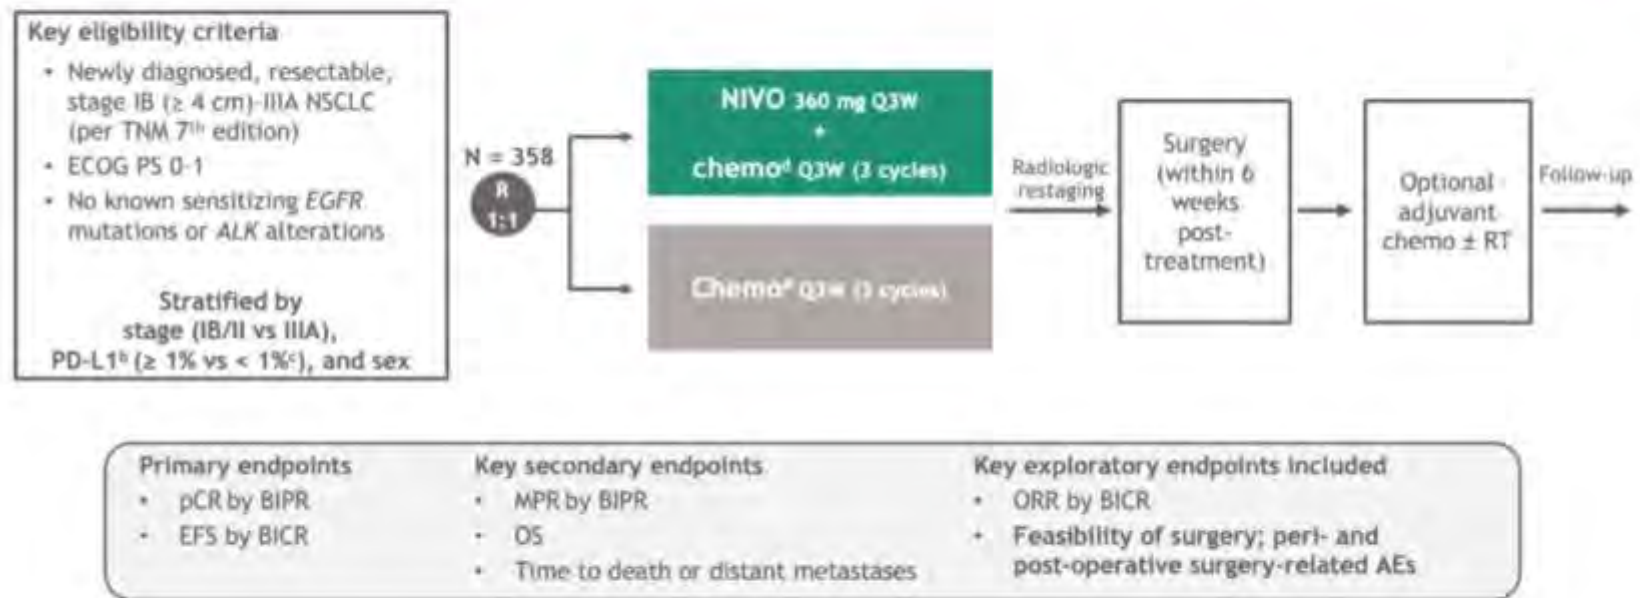 Key eligibility criteria
• Newly diagnosed, resectable,
stage IB (≥ 4 cm)-IIIA NSCLC
(per TNM 7th edition)
• ECOG PS 0-1
• No known sensitizing EGFR
mutations or ALK alterations
Stratified by
stage (IB/II vs IIIA),
PD-L1ᵇ (≥ 1% vs < 1%ᶜ), and sex
N = 358
R
1:1
NIVO 360 mg Q3W
+
chemoᵈ Q3W (3 cycles)
Chemoᵉ Q3W (3 cycles)
Radiologic
restaging
Surgery
(within 6
weeks
post-
treatment)
Optional
adjuvant
chemo ± RT
Follow-up
Primary endpoints
• pCR by BIPR
• EFS by BICR
Key secondary endpoints
• MPR by BIPR
• OS
• Time to death or distant metastases
Key exploratory endpoints included
• ORR by BICR
• Feasibility of surgery; peri- and
post-operative surgery-related AEs